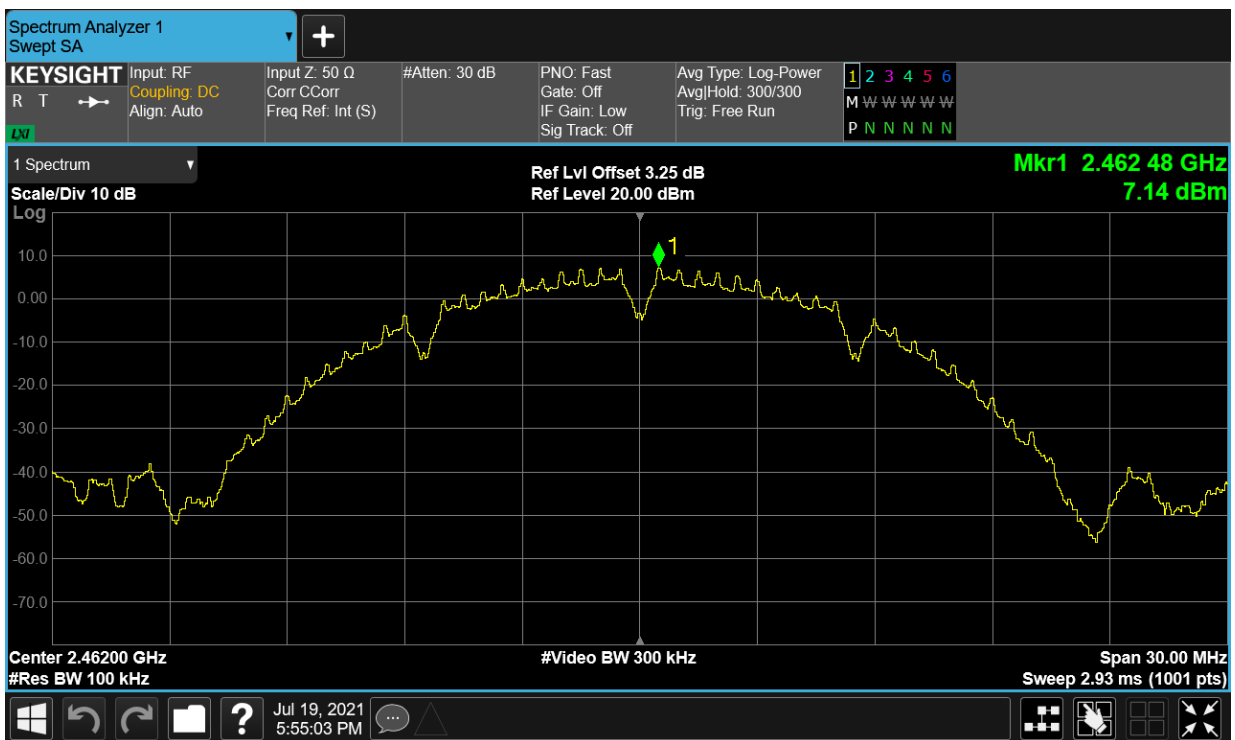 Spectrum Analyzer 1
Swept SA
+
KEYSIGHT
R T
LXI
Input: RF
Coupling: DC
Align: Auto
Input Z: 50 Ω
Corr CCorr
Freq Ref: Int (S)
#Atten: 30 dB
PNO: Fast
Gate: Off
IF Gain: Low
Sig Track: Off
Avg Type: Log-Power
Avg|Hold: 300/300
Trig: Free Run
1 2 3 4 5 6
M W W W W W
P N N N N N
1 Spectrum
Scale/Div 10 dB
Ref Lvl Offset 3.25 dB
Ref Level 20.00 dBm
Mkr1 2.462 48 GHz
7.14 dBm
Log
1
10.0
0.00
-10.0
-20.0
-30.0
-40.0
-50.0
-60.0
-70.0
Center 2.46200 GHz
#Video BW 300 kHz
Span 30.00 MHz
#Res BW 100 kHz
Sweep 2.93 ms (1001 pts)
?
Jul 19, 2021
5:55:03 PM